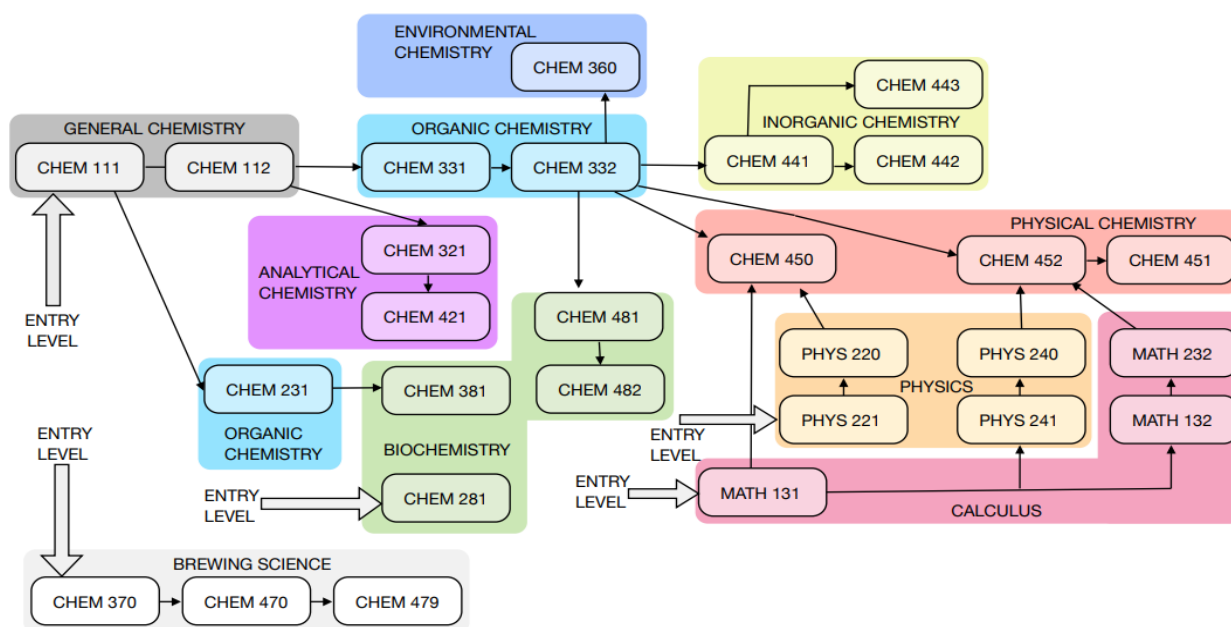 ENVIRONMENTAL
CHEMISTRY
CHEM 360
CHEM 443
INORGANIC CHEMISTRY
CHEM 441
CHEM 442
GENERAL CHEMISTRY
CHEM 111
CHEM 112
ORGANIC CHEMISTRY
CHEM 331
CHEM 332
ENTRY
LEVEL
ANALYTICAL
CHEMISTRY
CHEM 321
CHEM 421
PHYSICAL CHEMISTRY
CHEM 450
CHEM 452
CHEM 451
CHEM 481
CHEM 482
CHEM 231
ORGANIC
CHEMISTRY
CHEM 381
BIOCHEMISTRY
CHEM 281
ENTRY
LEVEL
PHYS 220
PHYS 240
PHYSICS
PHYS 221
PHYS 241
ENTRY
LEVEL
MATH 232
MATH 132
MATH 131
CALCULUS
ENTRY
LEVEL
ENTRY
LEVEL
BREWING SCIENCE
CHEM 370
CHEM 470
CHEM 479